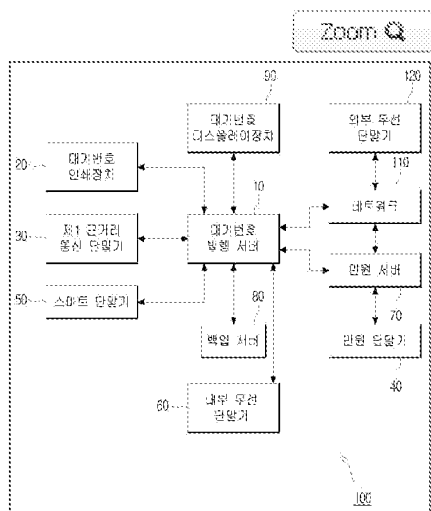 Zoom
90
120
대기번호
디스플레이장치
외부 무선
단말기
20
대기번호
인쇄장치
10
110
네트워크
30
제1 근거리
통신 단말기
대기번호
발행 서버
민원 서버
50
스마트 단말기
80
70
백업 서버
민원 단말기
60
내부 무선
단말기
40
100